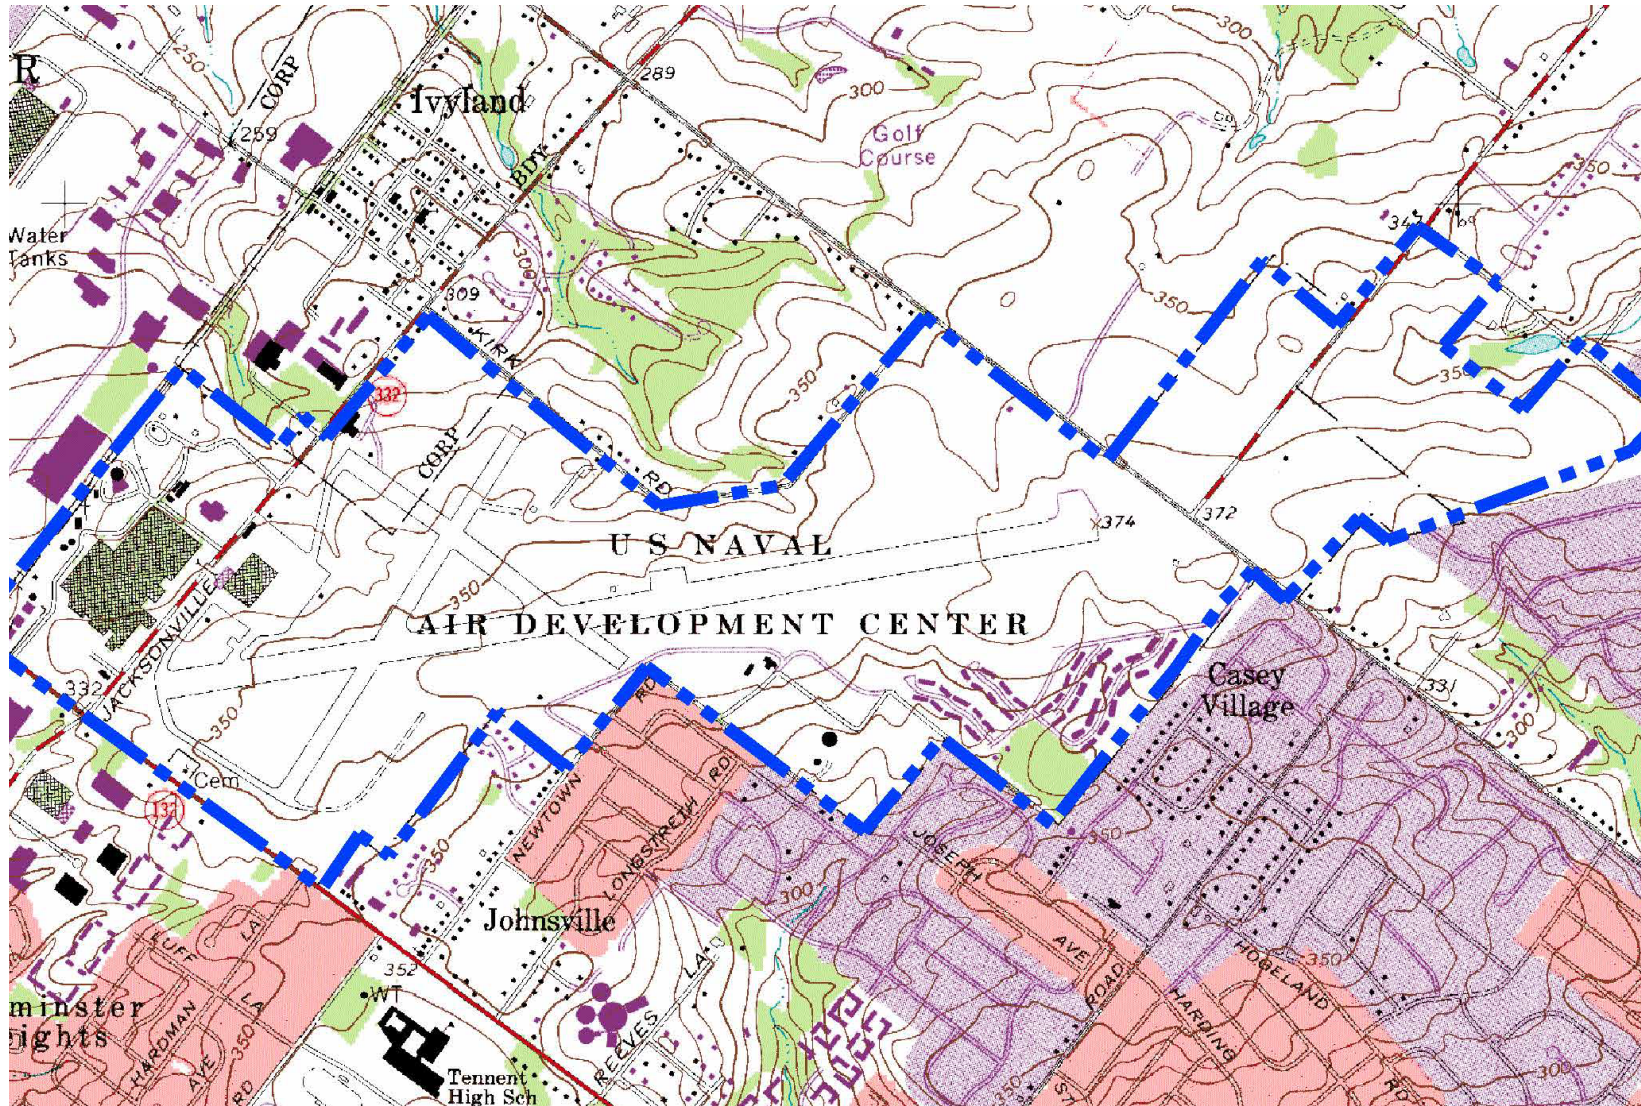 R
250
CORP
Ivyland
289
300
300
Golf
Course
259
BDY
350
347
Water
Tanks
300
309
350
KIRK
350
350
332
CORP
RD
374
372
U S NAVAL
350
AIR DEVELOPMENT CENTER
JACKSONVILLE
332
350
RD
Casey
Village
331
300
Cem
RD
132
350
NEWTOWN
LONGSTRETH
JOSEPH
350
300
Johnsville
LUFF
LA
352
WT
LA
AVE
HOGELAND
350
minster
ights
HARDMAN
AVE
350
LA
REEVES
ROAD
HARDING
RD
Tennent
High Sch
350
ST
RD
300